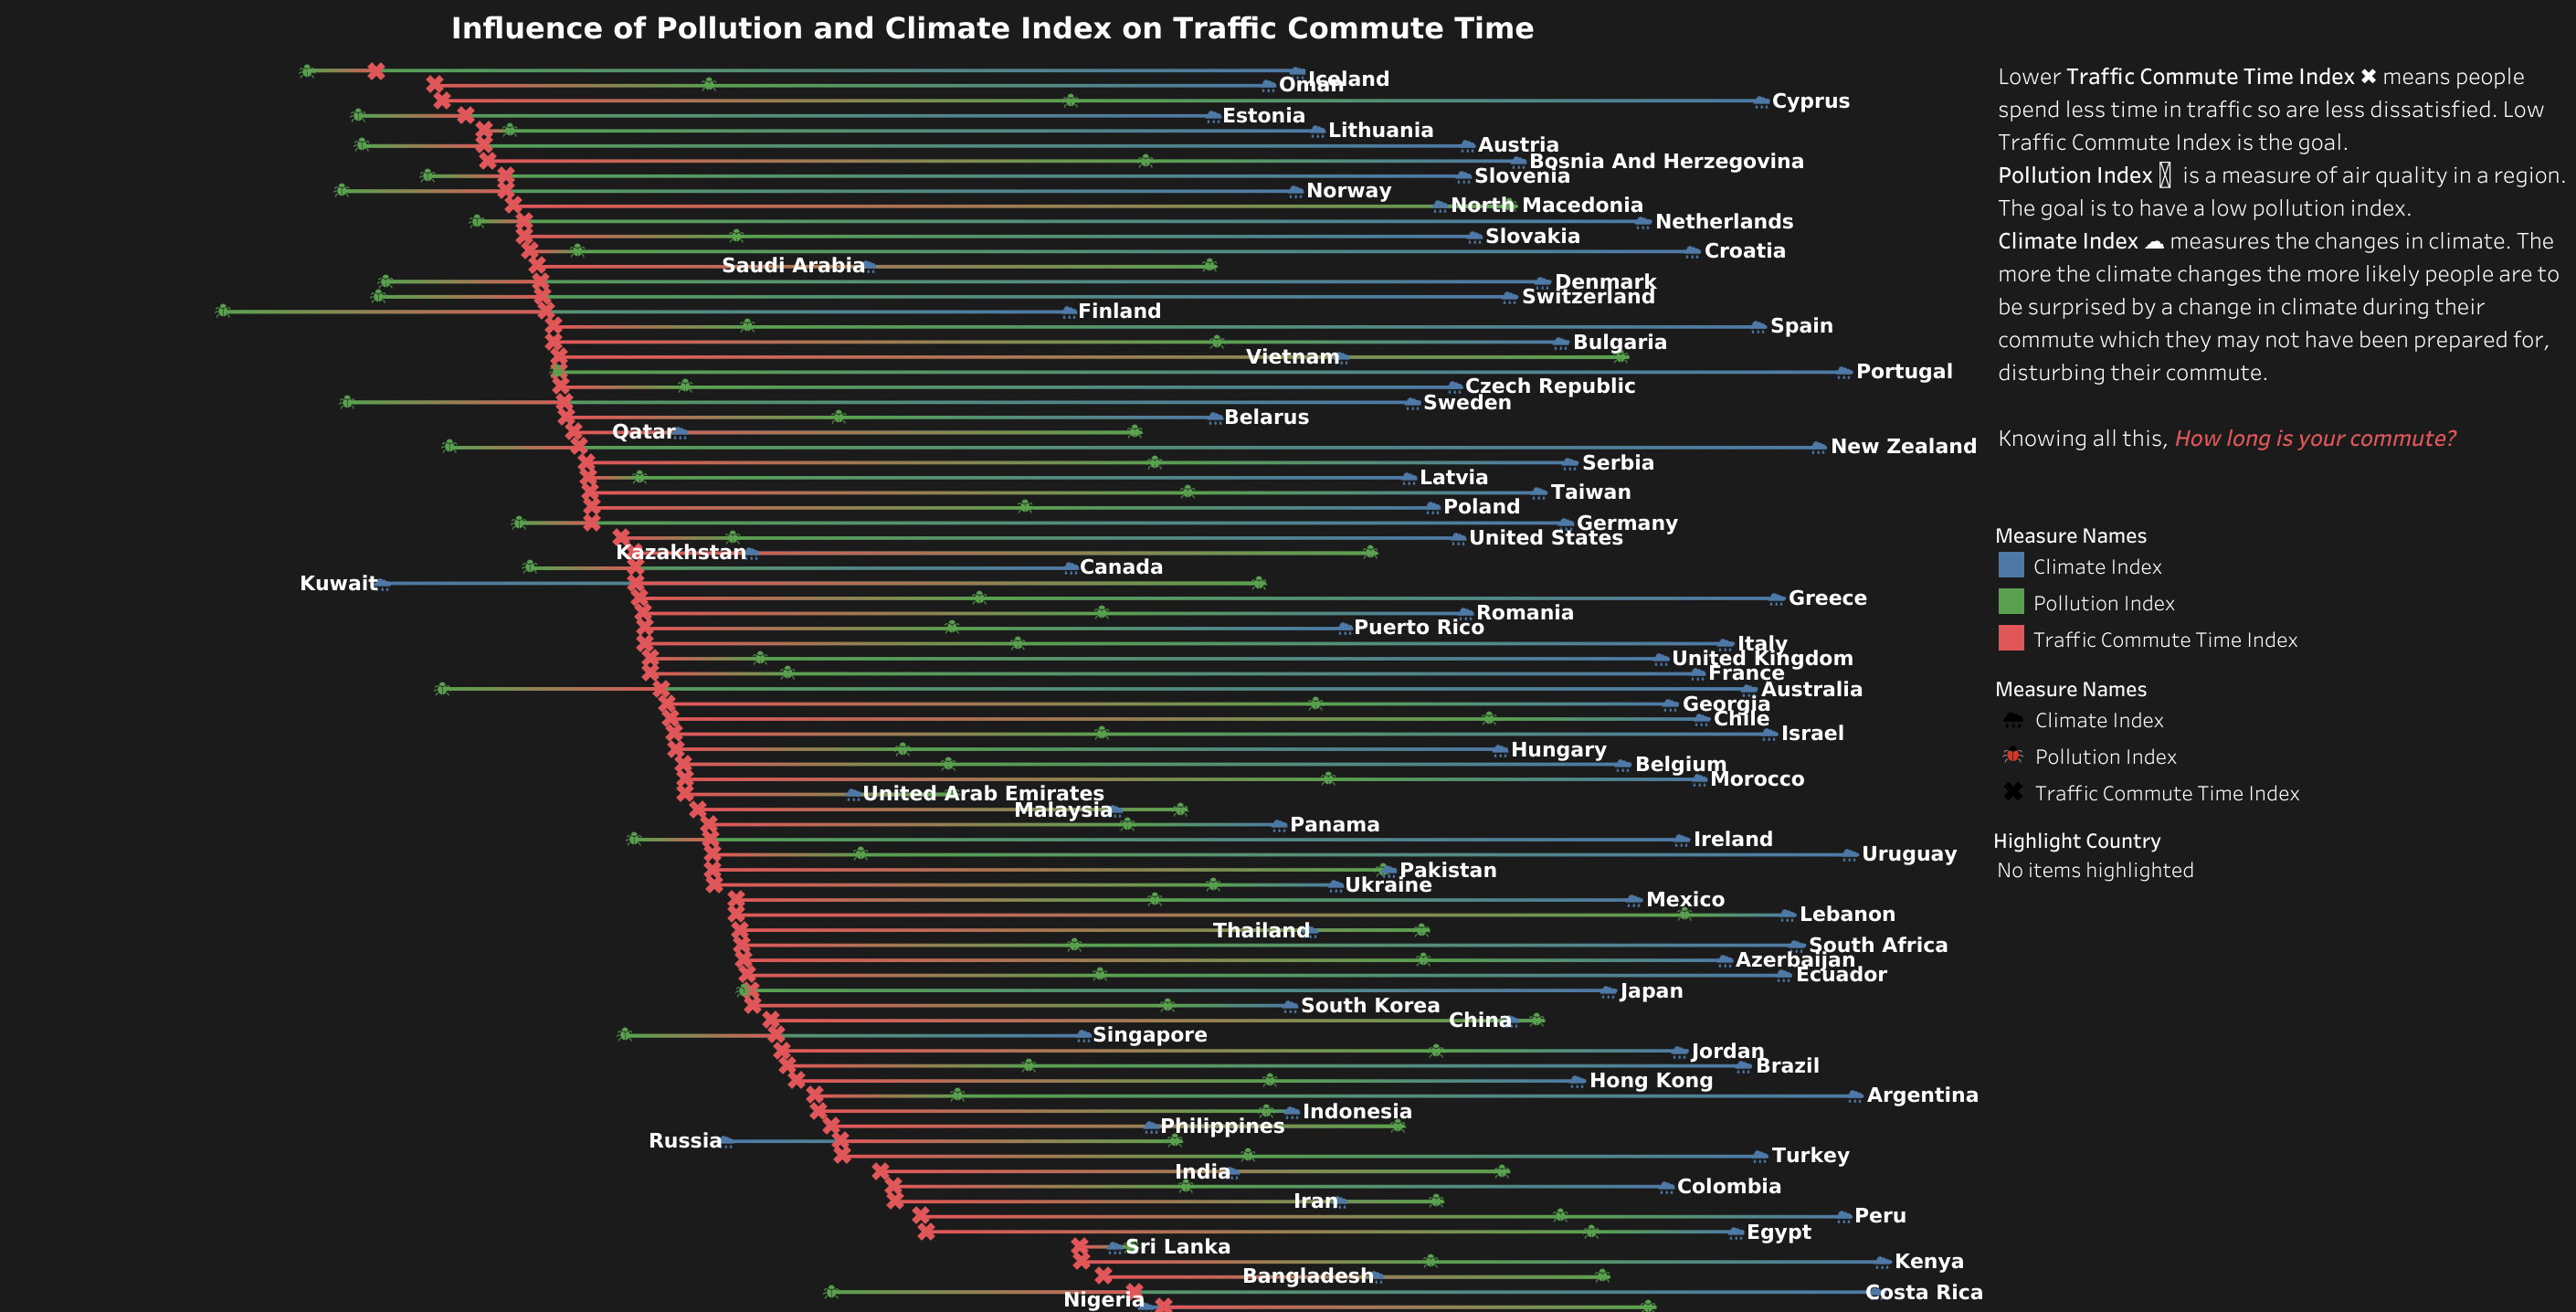 Influence of Pollution and Climate Index on Traffic Commute Time
Iceland
Oman
Cyprus
Estonia
Lithuania
Austria
Bosnia And Herzegovina
Slovenia
Norway
North Macedonia
Netherlands
Slovakia
Croatia
Saudi Arabia
Denmark
Switzerland
Finland
Spain
Bulgaria
Vietnam
Portugal
Czech Republic
Sweden
Belarus
Qatar
New Zealand
Serbia
Latvia
Taiwan
Poland
Germany
United States
Kazakhstan
Canada
Kuwait
Greece
Romania
Puerto Rico
Italy
United Kingdom
France
Australia
Georgia
Chile
Israel
Hungary
Belgium
Morocco
United Arab Emirates
Malaysia
Panama
Ireland
Uruguay
Pakistan
Ukraine
Mexico
Lebanon
Thailand
South Africa
Azerbaijan
Ecuador
Japan
South Korea
China
Singapore
Jordan
Brazil
Hong Kong
Argentina
Indonesia
Philippines
Russia
Turkey
India
Colombia
Iran
Peru
Egypt
Sri Lanka
Kenya
Bangladesh
Costa Rica
Nigeria
Lower Traffic Commute Time Index ✖ means people
spend less time in traffic so are less dissatisfied. Low
Traffic Commute Index is the goal.
Pollution Index is a measure of air quality in a region.
The goal is to have a low pollution index.
Climate Index ☁ measures the changes in climate. The
more the climate changes the more likely people are to
be surprised by a change in climate during their
commute which they may not have been prepared for,
disturbing their commute.
Knowing all this, How long is your commute?
Measure Names
Climate Index
Pollution Index
Traffic Commute Time Index
Measure Names
Climate Index
Pollution Index
Traffic Commute Time Index
Highlight Country
No items highlighted